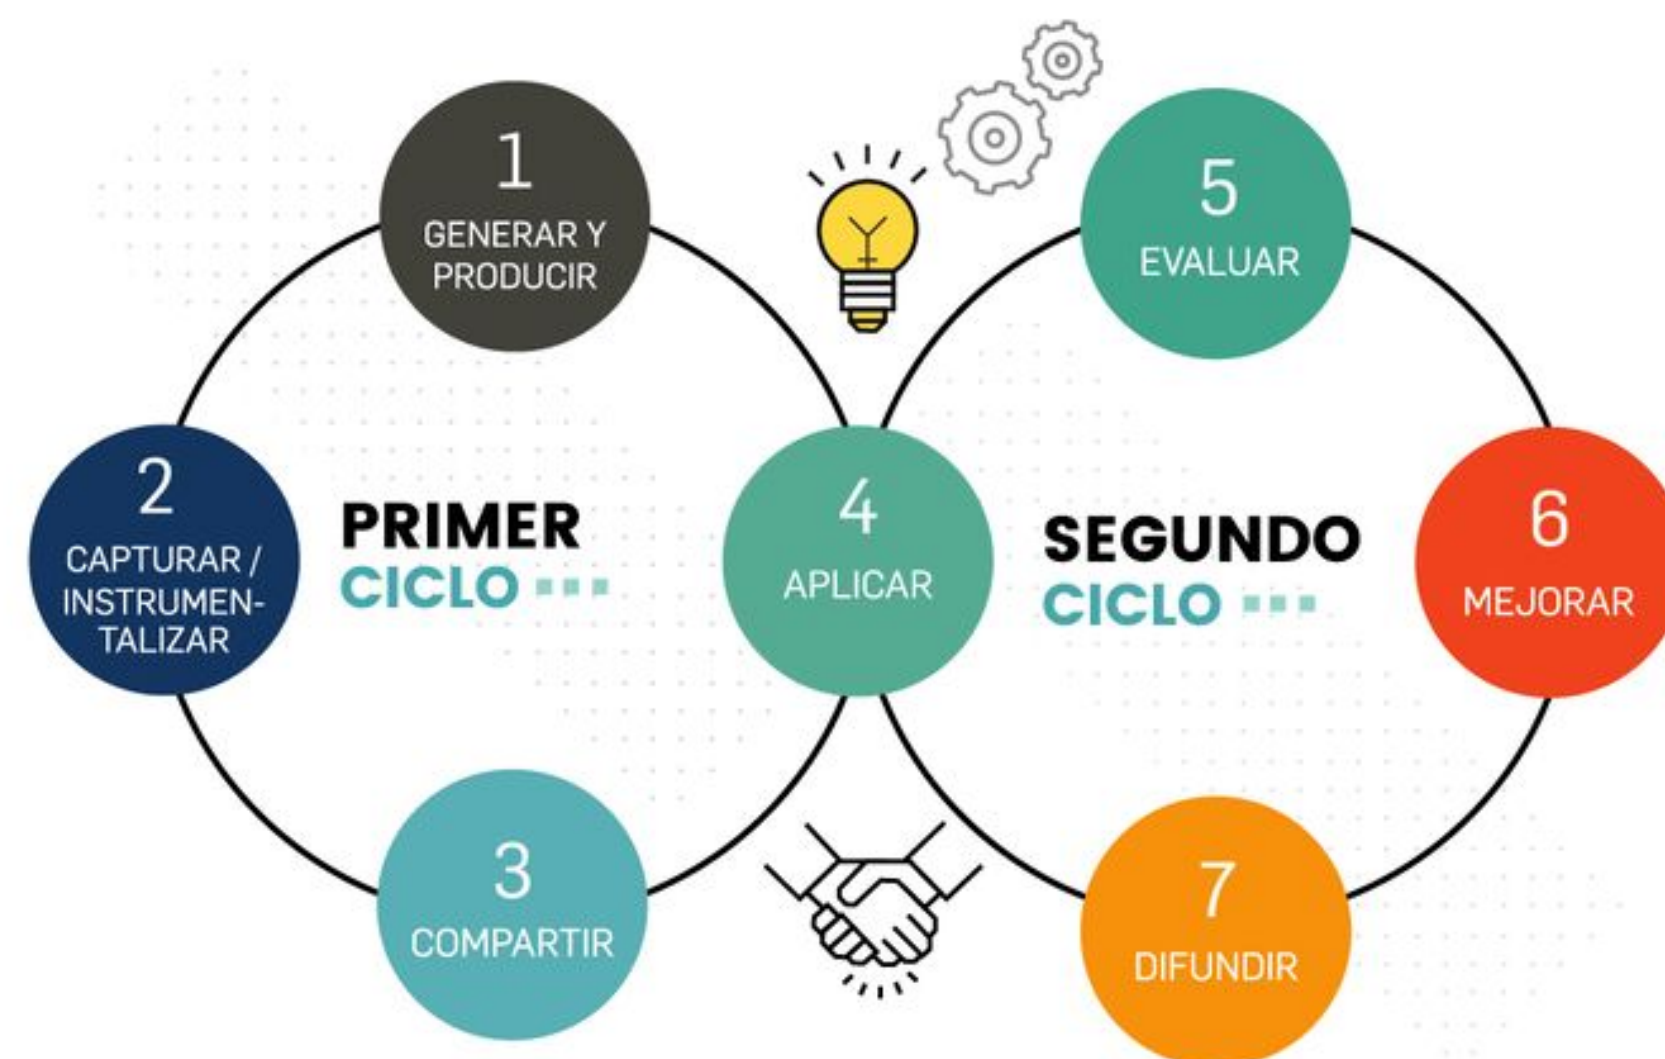 1
GENERAR Y
PRODUCIR
2
CAPTURAR /
INSTRUMEN-
TALIZAR
PRIMER
CICLO
3
COMPARTIR
4
APLICAR
5
EVALUAR
SEGUNDO
CICLO
6
MEJORAR
7
DIFUNDIR